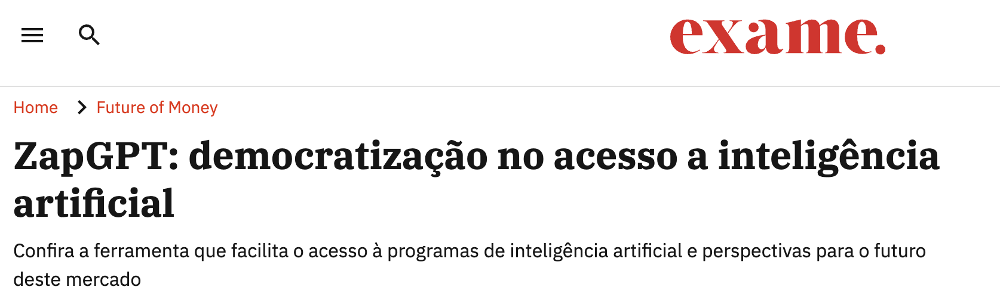 exame.
Home > Future of Money
ZapGPT: democratização no acesso a inteligência
artificial
Confira a ferramenta que facilita o acesso à programas de inteligência artificial e perspectivas para o futuro
deste mercado